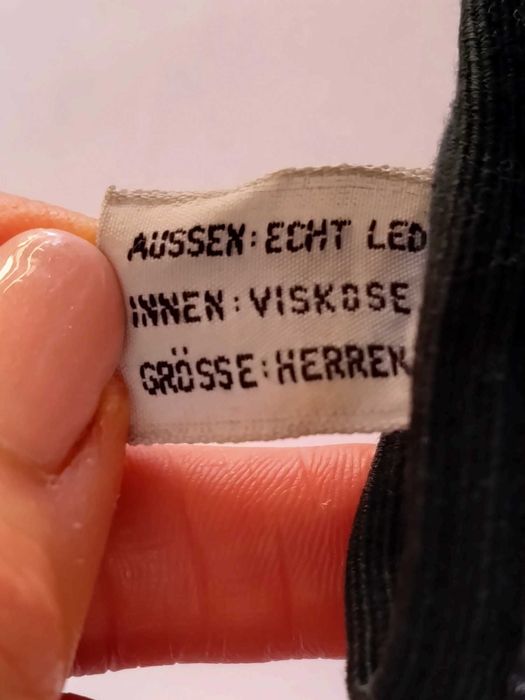 AUSSEN: ECHT LED
INNEN: VISKOSE
GRÖSSE: HERREN